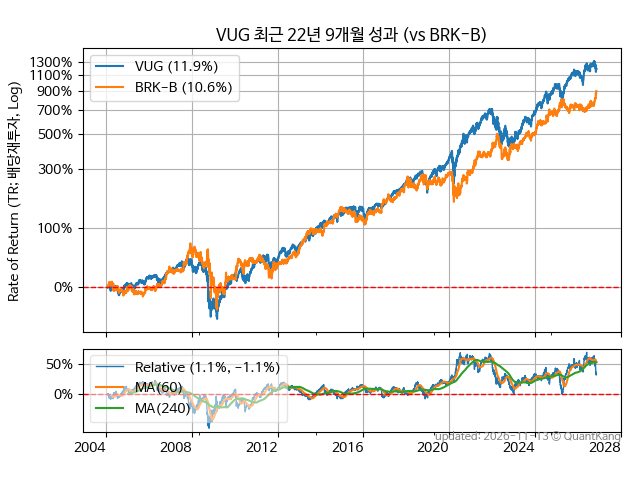 VUG 최근 22년 9개월 성과 (vs BRK-B)
Rate of Return (TR; 배당재투자, Log)
1300%
1100%
900%
700%
500%
300%
100%
0%
VUG (11.9%)
BRK-B (10.6%)
50%
0%
Relative (1.1%, -1.1%)
MA(60)
MA(240)
2004
2008
2012
2016
2020
2024
2028
updated: 2026-11-13 © QuantKang